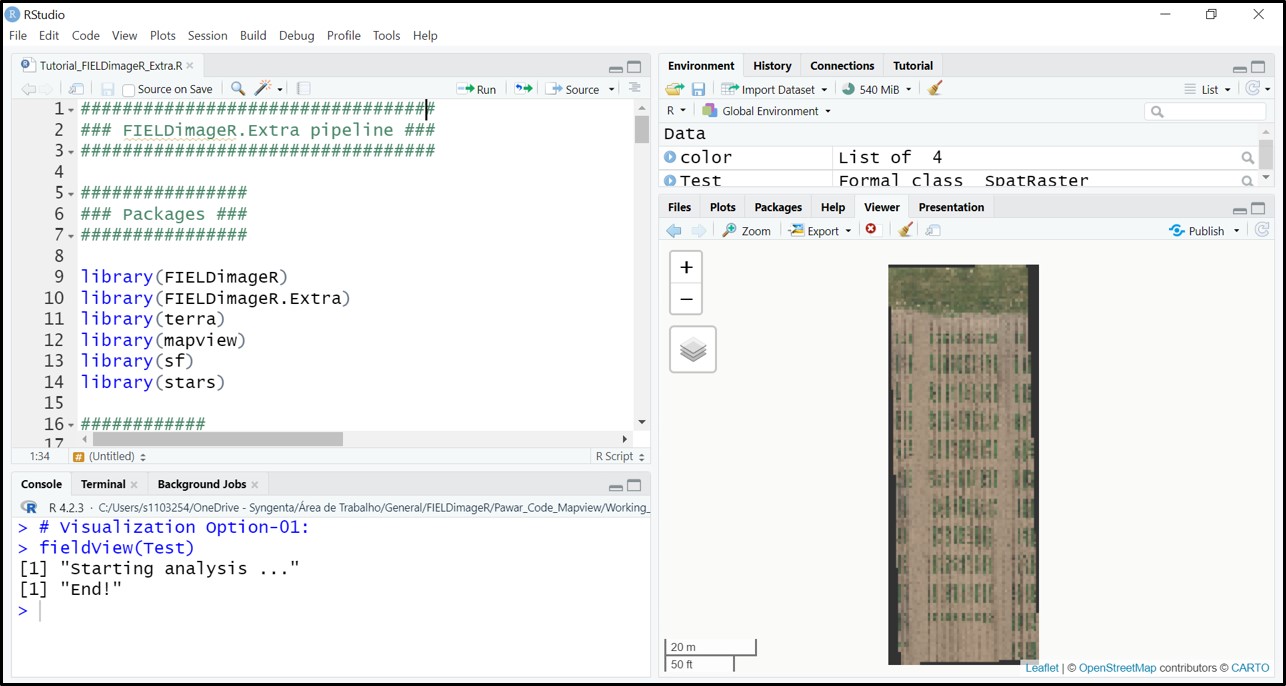 RStudio
File Edit Code View Plots Session Build Debug Profile Tools Help
Tutorial_FIELDimageR_Extra.R
Source on Save Run Source
1 ##################################
2 ### FIELDimageR.Extra pipeline ###
3 ##################################
4
5 ################
6 ### Packages ###
7 ################
8
9 library(FIELDimageR)
10 library(FIELDimageR.Extra)
11 library(terra)
12 library(mapview)
13 library(sf)
14 library(stars)
15
16 ############
17
1:34 # (Untitled) R Script
Console Terminal Background Jobs
R 4.2.3 · C:/Users/s1103254/OneDrive - Syngenta/Área de Trabalho/General/FIELDimageR/Pawar_Code_Mapview/Working_
> # Visualization Option-01:
> fieldView(Test)
[1] "Starting analysis ..."
[1] "End!"
>
Environment History Connections Tutorial
Import Dataset 540 MiB List
R Global Environment
Data
color List of 4
Test Formal class SpatRaster
Files Plots Packages Help Viewer Presentation
Zoom Export Publish
+
−
20 m
50 ft
Leaflet | © OpenStreetMap contributors © CARTO